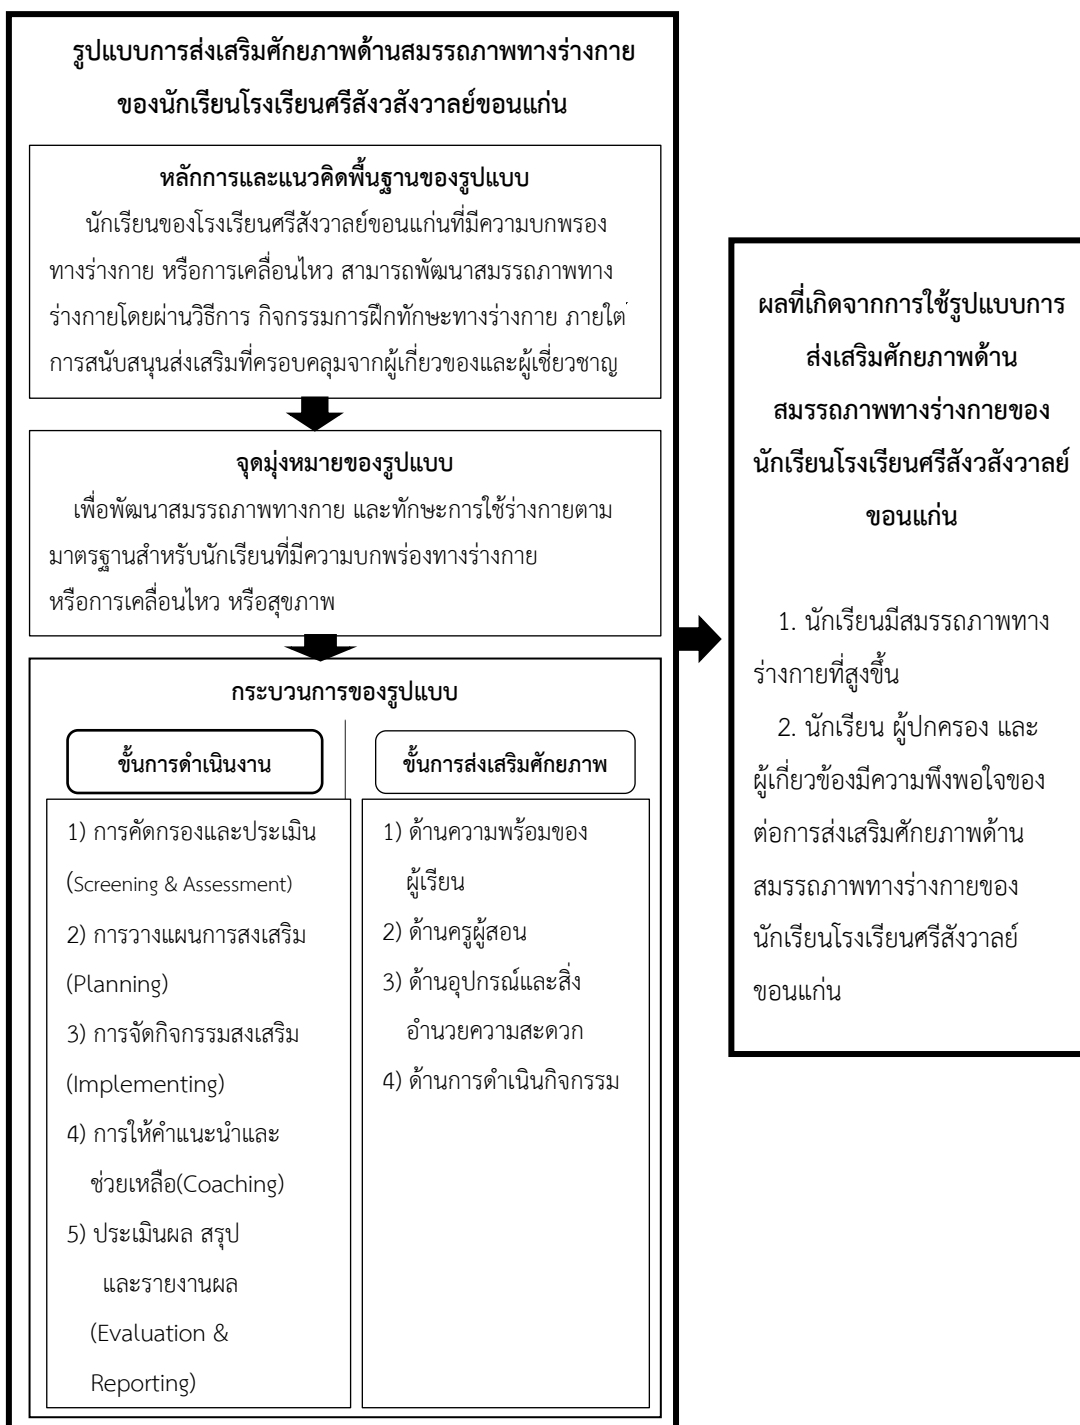 รูปแบบการส่งเสริมศักยภาพด้านสมรรถภาพทางร่างกาย
ของนักเรียนโรงเรียนศรีสังวสังวาลย์ขอนแก่น
หลักการและแนวคิดพื้นฐานของรูปแบบ
นักเรียนของโรงเรียนศรีสังวาลย์ขอนแก่นที่มีความบกพรอง
ทางร่างกาย หรือการเคลื่อนไหว สามารถพัฒนาสมรรถภาพทาง
ร่างกายโดยผ่านวิธีการ กิจกรรมการฝึกทักษะทางร่างกาย ภายใต่
การสนับสนุนส่งเสริมที่ครอบคลุมจากผู้เกี่ยวของและผู้เชี่ยวชาญ
จุดมุ่งหมายของรูปแบบ
เพื่อพัฒนาสมรรถภาพทางกาย และทักษะการใช้ร่างกายตาม
มาตรฐานสำหรับนักเรียนที่มีความบกพร่องทางร่างกาย
หรือการเคลื่อนไหว หรือสุขภาพ
กระบวนการของรูปแบบ
ขั้นการดำเนินงาน
1) การคัดกรองและประเมิน
(Screening & Assessment)
2) การวางแผนการสงเสริม
(Planning)
3) การจัดกิจกรรมสงเสริม
(Implementing)
4) การให้คำแนะนำและ
ช่วยเหลือ(Coaching)
5) ประเมินผล สรุป
และรายงานผล
(Evaluation &
Reporting)
ขั้นการส่งเสริมศักยภาพ
1) ด้านความพร้อมของ
ผู้เรียน
2) ด้านครูผู้สอน
3) ด้านอุปกรณ์และสิ่ง
อำนวยความสะดวก
4) ด้านการดำเนินกิจกรรม
ผลที่เกิดจากการใช้รูปแบบการ
ส่งเสริมศักยภาพด้าน
สมรรถภาพทางร่างกายของ
นักเรียนโรงเรียนศรีสังวสังวาลย์
ขอนแก่น
1. นักเรียนมีสมรรถภาพทาง
ร่างกายที่สูงขึ้น
2. นักเรียน ผู้ปกครอง และ
ผู้เกี่ยวข้องมีความพึงพอใจของ
ต่อการส่งเสริมศักยภาพด้าน
สมรรถภาพทางร่างกายของ
นักเรียนโรงเรียนศรีสังวาลย์
ขอนแก่น